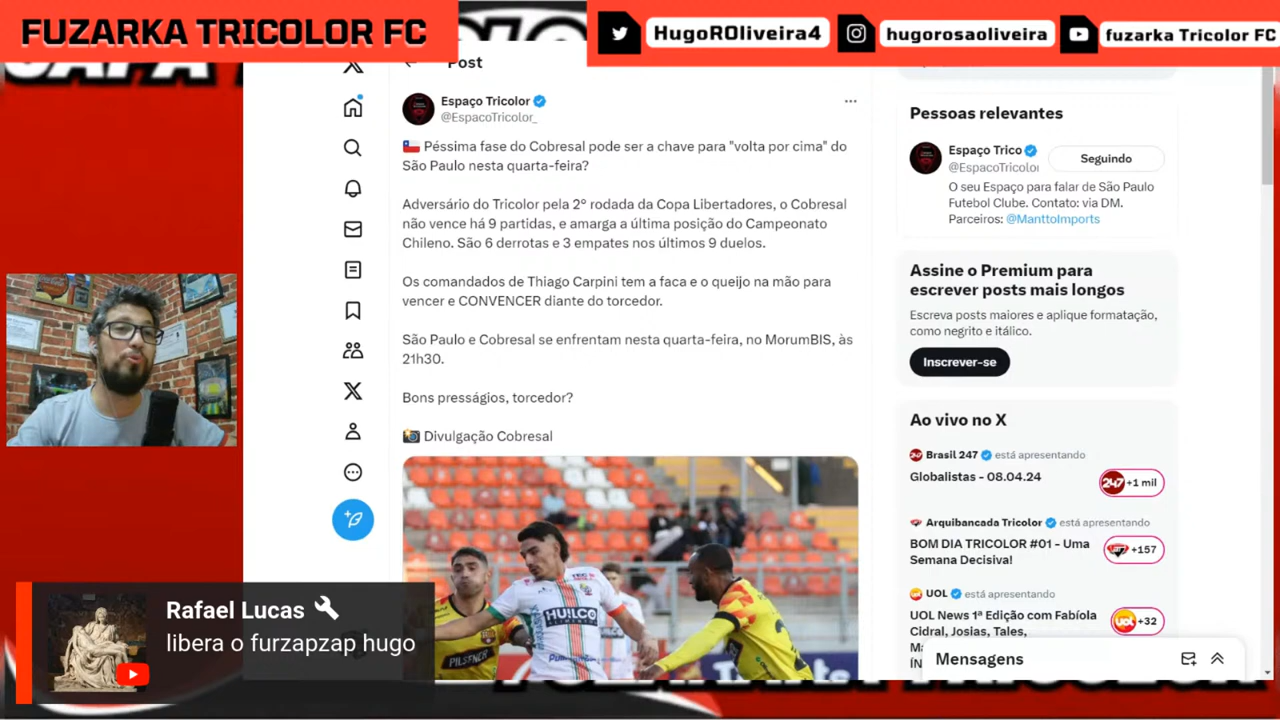 FUZARKA TRICOLOR FC
HugoROliveira4
hugorosaoliveira
fuzarka Tricolor FC
Post
Espaço Tricolor
@EspacoTricolor_
Péssima fase do Cobresal pode ser a chave para "volta por cima" do
São Paulo nesta quarta-feira?
Adversário do Tricolor pela 2° rodada da Copa Libertadores, o Cobresal
não vence há 9 partidas, e amarga a última posição do Campeonato
Chileno. São 6 derrotas e 3 empates nos últimos 9 duelos.
Os comandados de Thiago Carpini tem a faca e o queijo na mão para
vencer e CONVENCER diante do torcedor.
São Paulo e Cobresal se enfrentam nesta quarta-feira, no MorumBIS, às
21h30.
Bons presságios, torcedor?
Divulgação Cobresal
HUILCO
PILSENER
Pessoas relevantes
Espaço Trico
@EspacoTricolo
Seguindo
O seu Espaço para falar de São Paulo
Futebol Clube. Contato: via DM.
Parceiros: @ManttoImports
Assine o Premium para
escrever posts mais longos
Escreva posts maiores e aplique formatação,
como negrito e itálico.
Inscrever-se
Ao vivo no X
Brasil 247 está apresentando
Globalistas - 08.04.24
247 +1 mil
Arquibancada Tricolor está apresentando
BOM DIA TRICOLOR #01 - Uma
Semana Decisiva!
+157
UOL está apresentando
UOL News 1ª Edição com Fabíola
Cidral, Josias, Tales,
UOL +32
Mensagens
Rafael Lucas
libera o furzapzap hugo